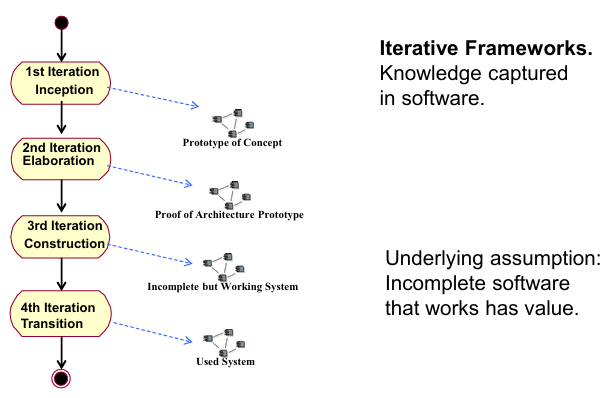 Iterative Frameworks.
Knowledge captured
in software.
1st Iteration
Inception
Prototype of Concept
2nd Iteration
Elaboration
Proof of Architecture Prototype
3rd Iteration
Construction
Incomplete but Working System
Underlying assumption:
Incomplete software
that works has value.
4th Iteration
Transition
Used System